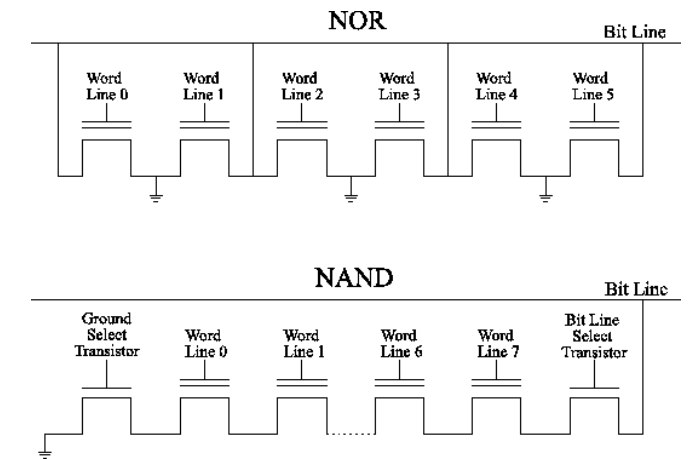 NOR
Bit Line
Word
Line 0
Word
Line 1
Word
Line 2
Word
Line 3
Word
Line 4
Word
Line 5
NAND
Bit Line
Ground
Select
Transistor
Word
Line 0
Word
Line 1
Word
Line 6
Word
Line 7
Bit Line
Select
Transistor